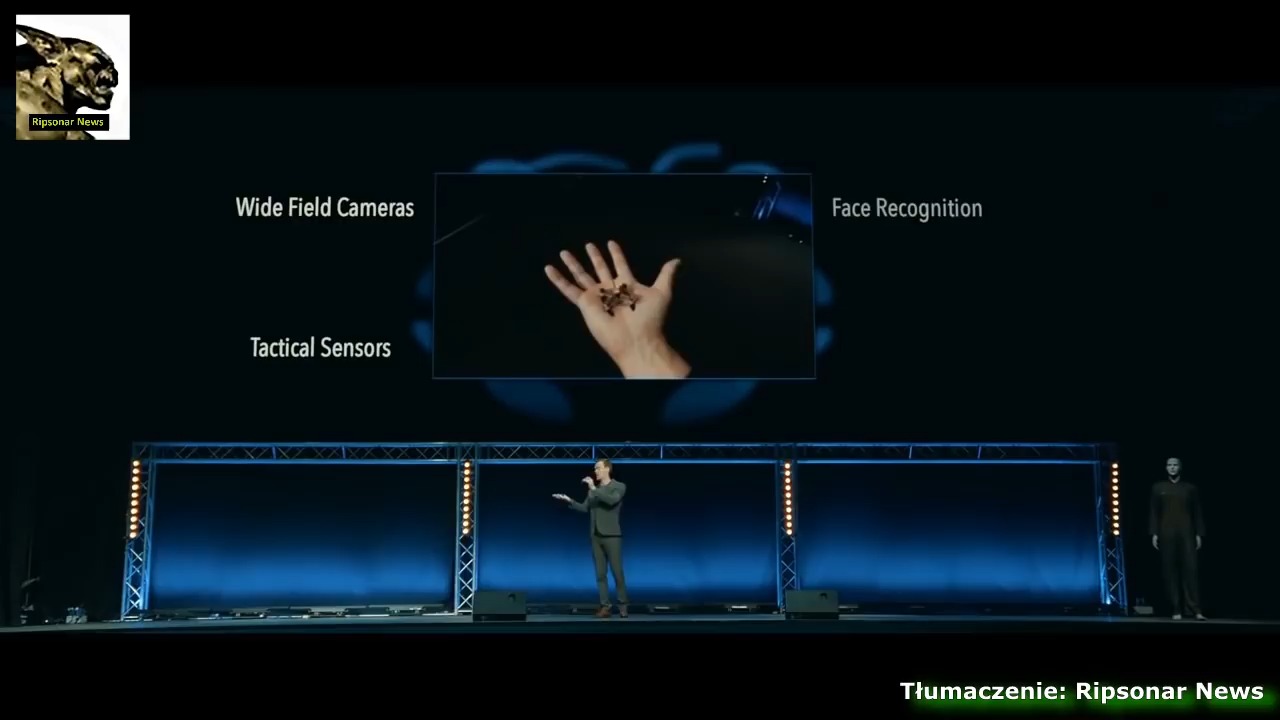 Ripsonar News
Wide Field Cameras
Face Recognition
Tactical Sensors
Tłumaczenie: Ripsonar News